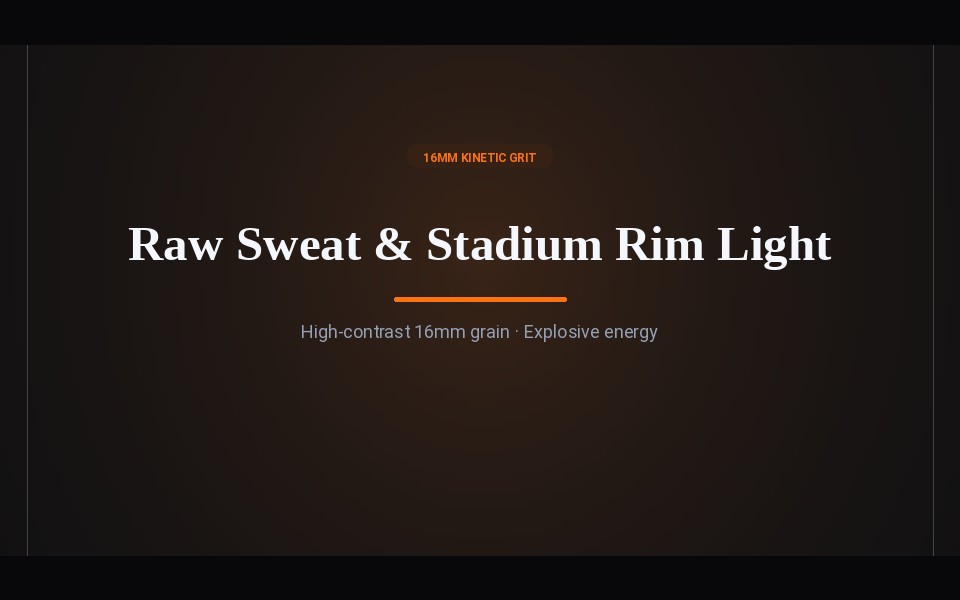 16MM KINETIC GRIT
Raw Sweat & Stadium Rim Light
High-contrast 16mm grain · Explosive energy